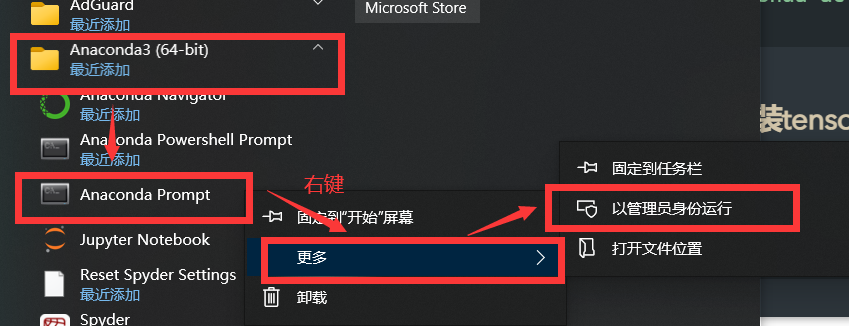 AdGuard
最近添加
Microsoft Store
Anaconda3 (64-bit)
最近添加
Anaconda Navigator
最近添加
Anaconda Powershell Prompt
最近添加
Anaconda Prompt
Jupyter Notebook
Reset Spyder Settings
最近添加
Spyder
右键
固定到"开始"屏幕
更多
卸载
固定到任务栏
以管理员身份运行
打开文件位置
装tenso